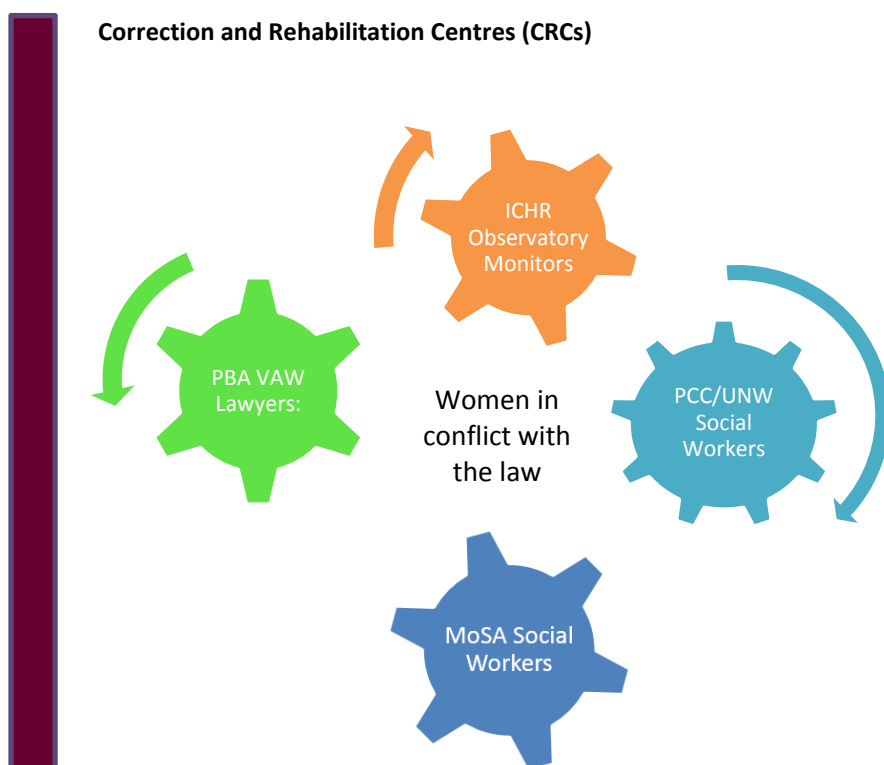 Correction and Rehabilitation Centres (CRCs)
ICHR
Observatory
Monitors
PBA VAW
Lawyers:
PCC/UNW
Social
Workers
Women in
conflict with
the law
MoSA Social
Workers